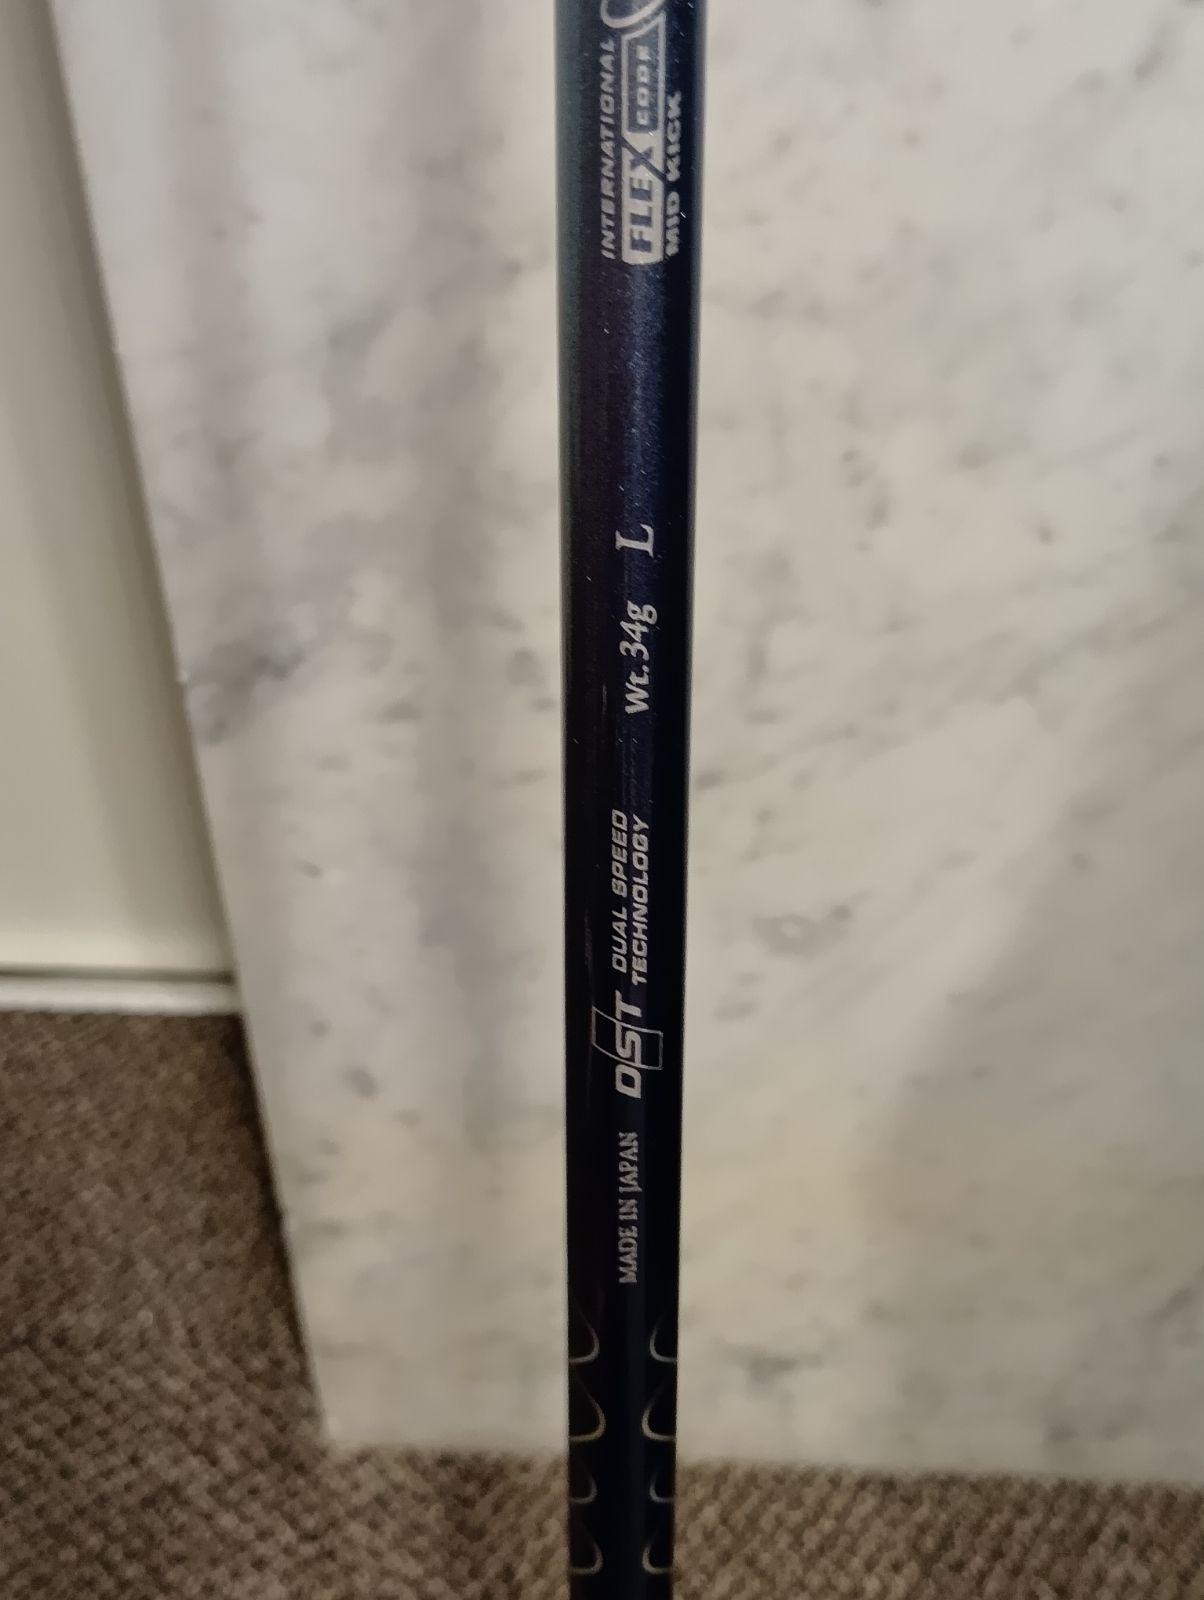 MADE IN JAPAN
DST
DUAL SPEED
TECHNOLOGY
Wt.34g L
INTERNATIONAL
FLEX CODE
MID KICK